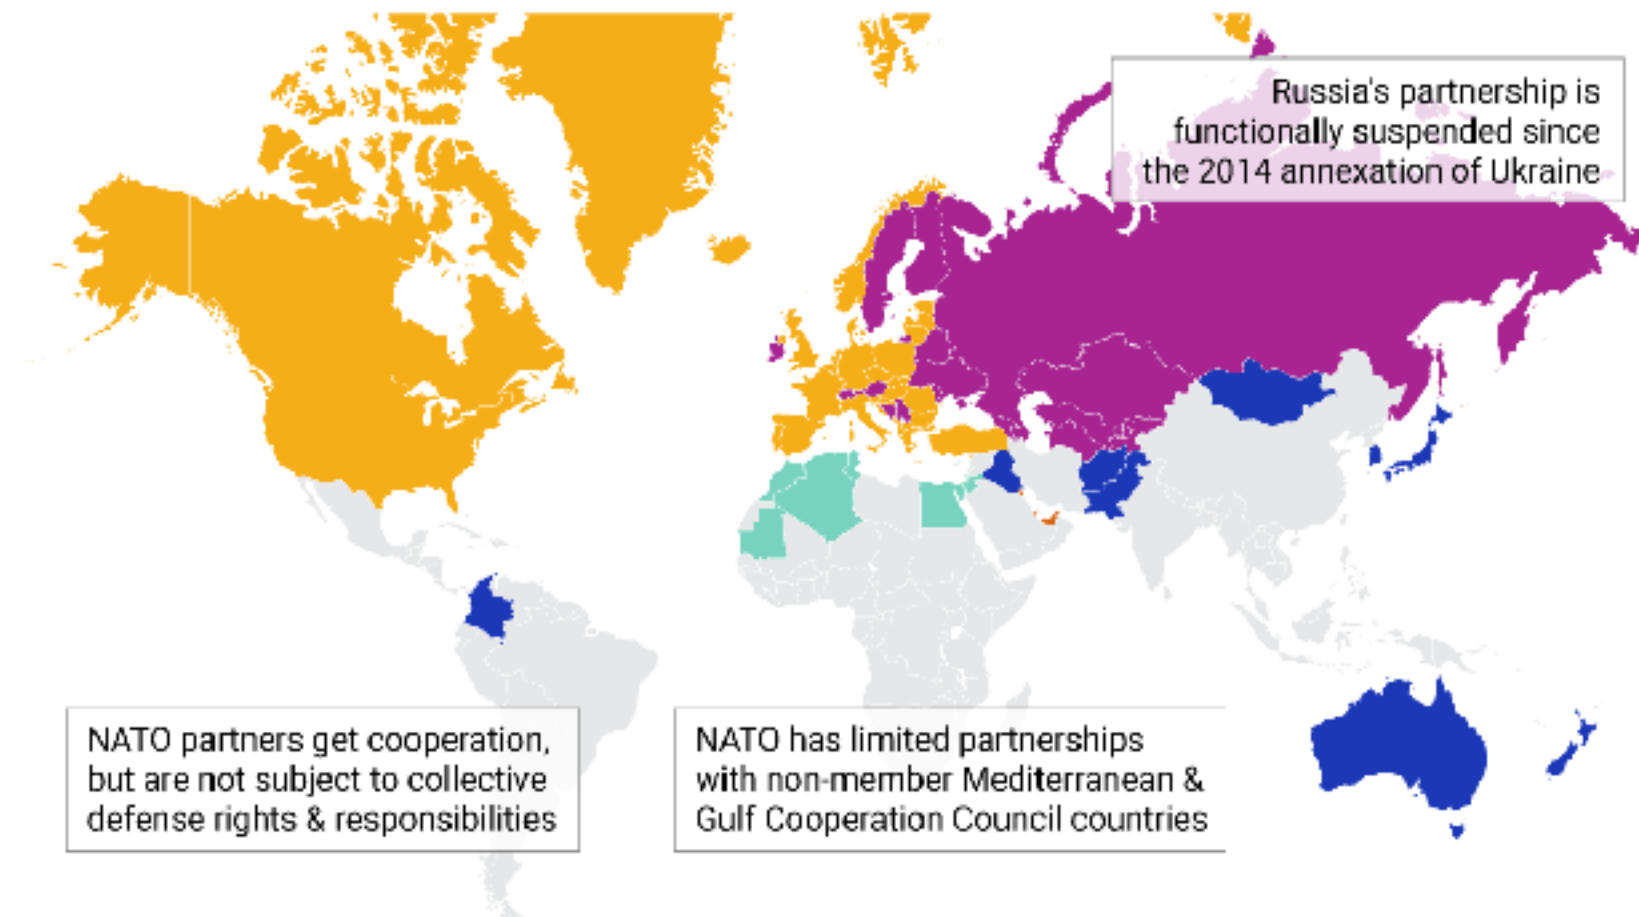 Russia's partnership is
functionally suspended since
the 2014 annexation of Ukraine
NATO partners get cooperation,
but are not subject to collective
defense rights & responsibilities
NATO has limited partnerships
with non-member Mediterranean &
Gulf Cooperation Council countries